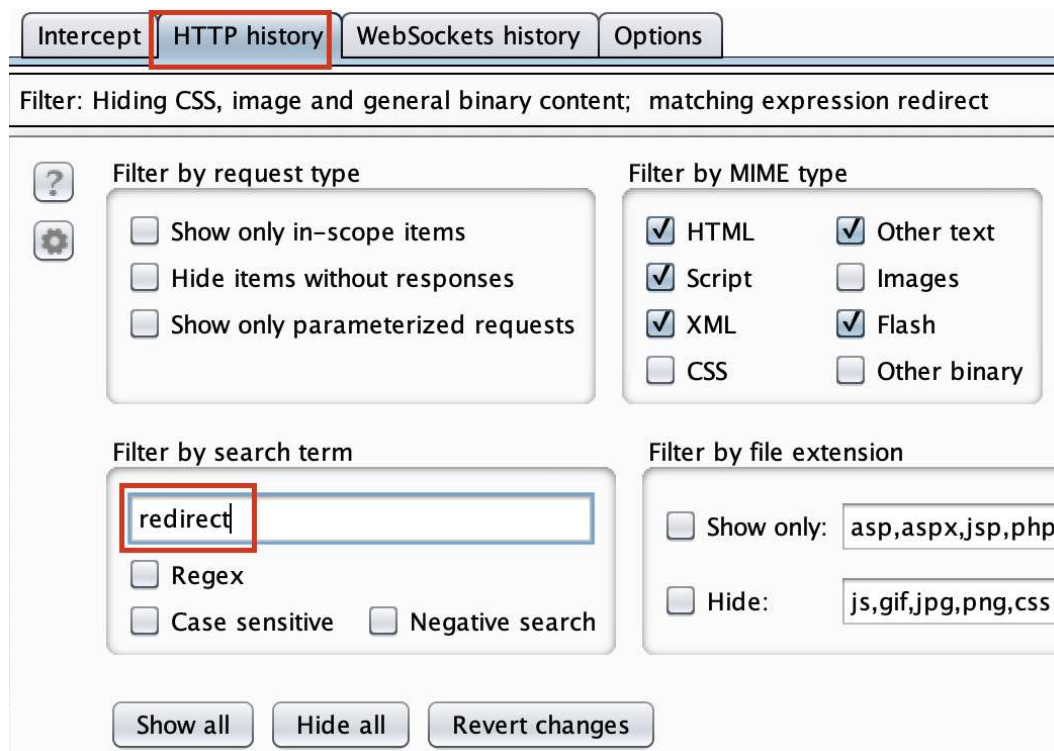 Intercept HTTP history WebSockets history Options
Filter: Hiding CSS, image and general binary content; matching expression redirect
?
Filter by request type
Show only in-scope items
Hide items without responses
Show only parameterized requests
Filter by MIME type
HTML Other text
Script Images
XML Flash
CSS Other binary
Filter by search term
redirect
Regex
Case sensitive Negative search
Filter by file extension
Show only: asp,aspx,jsp,php
Hide: js,gif,jpg,png,css
Show all Hide all Revert changes